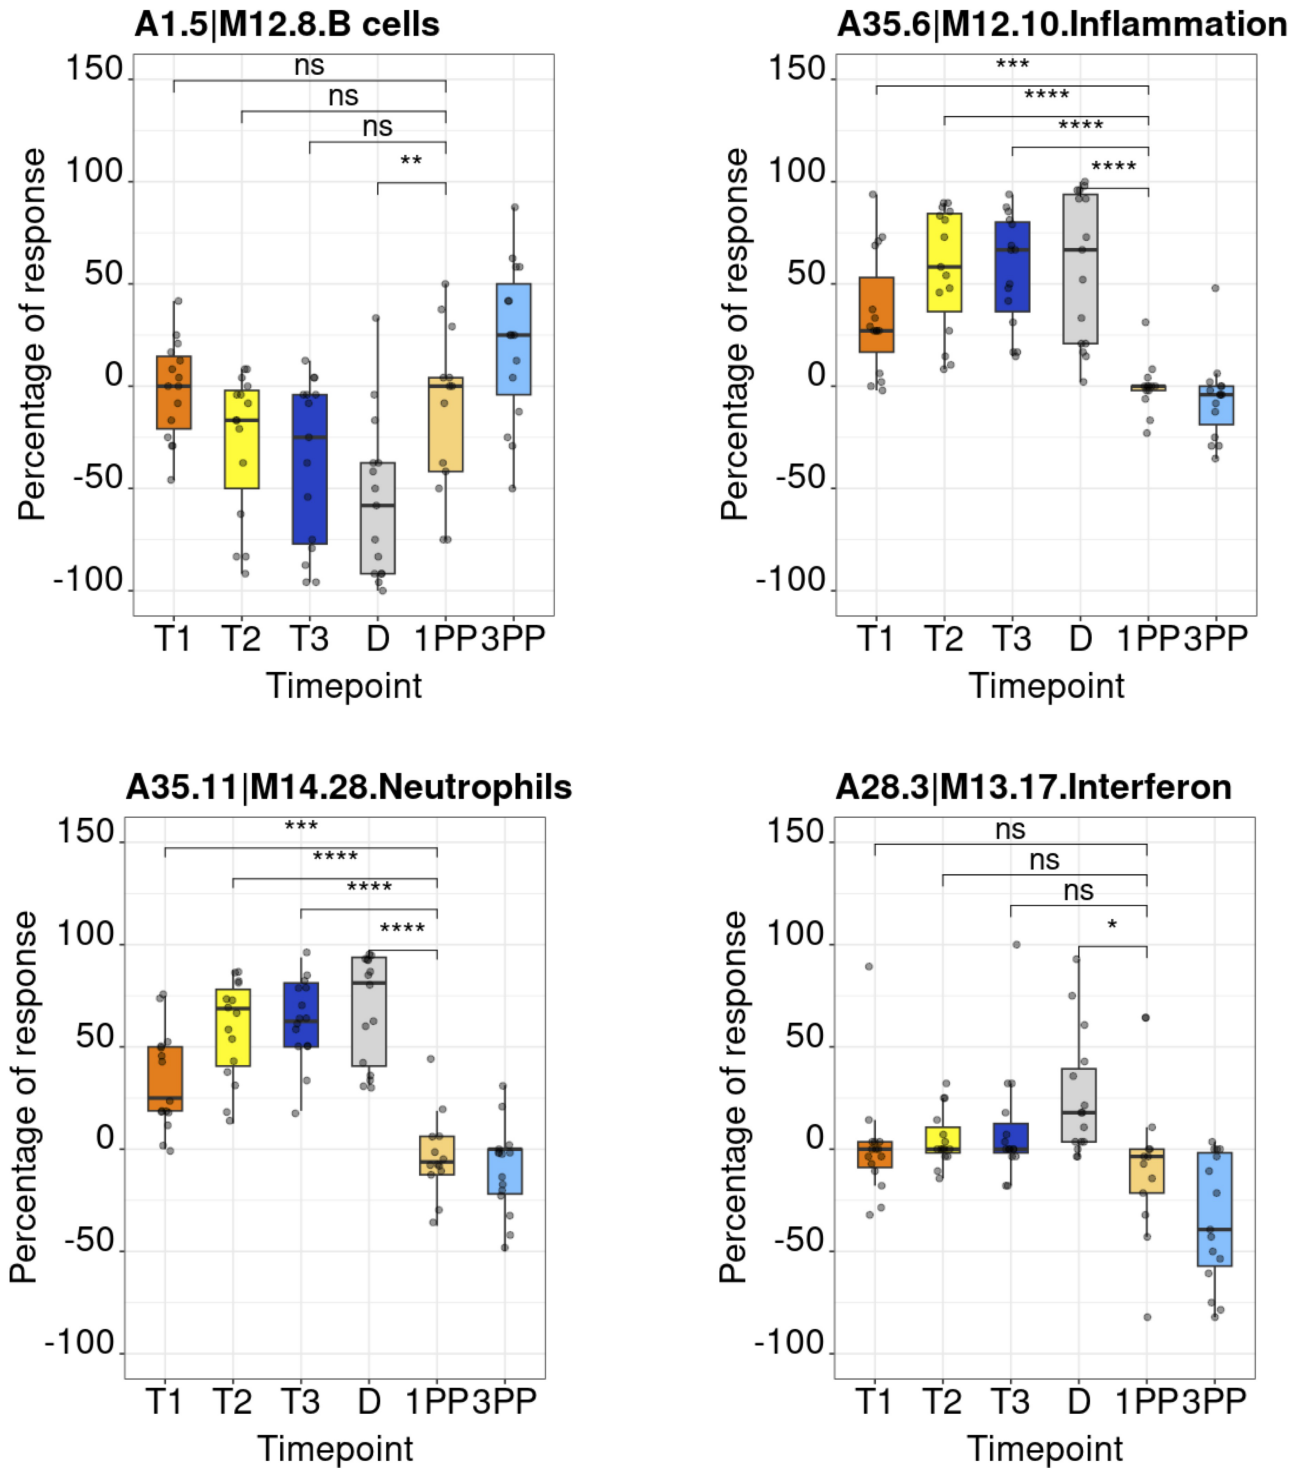 A1.5|M12.8.B cells
Percentage of response
150
100
50
0
-50
-100
ns
ns
ns
**
T1 T2 T3 D 1PP 3PP
Timepoint
A35.6|M12.10.Inflammation
Percentage of response
150
100
50
0
-50
-100
***
****
****
****
T1 T2 T3 D 1PP 3PP
Timepoint
A35.11|M14.28.Neutrophils
Percentage of response
150
100
50
0
-50
-100
***
****
****
****
T1 T2 T3 D 1PP 3PP
Timepoint
A28.3|M13.17.Interferon
Percentage of response
150
100
50
0
-50
-100
ns
ns
ns
*
T1 T2 T3 D 1PP 3PP
Timepoint